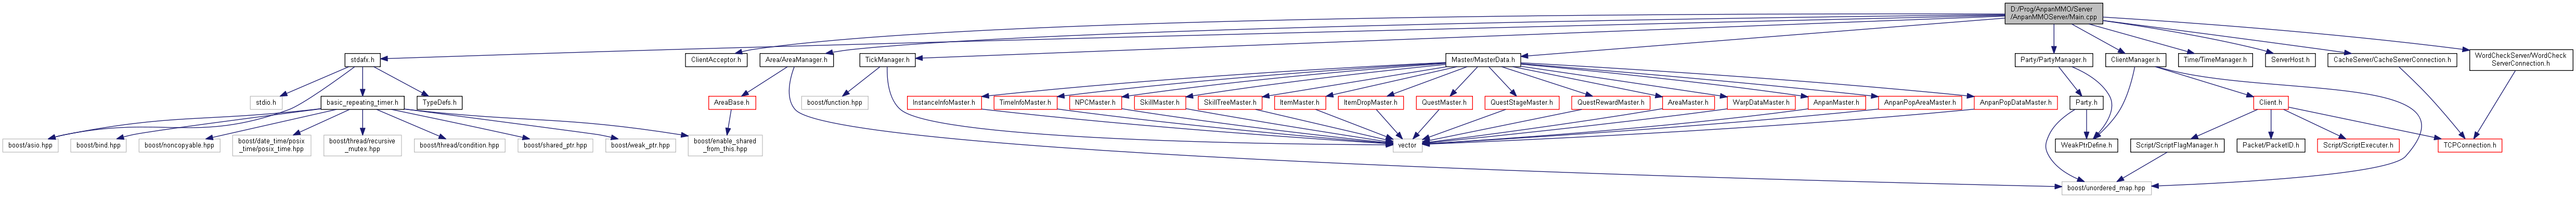 D:/Prog/AnpanMMO/Server
/AnpanMMOServer/Main.cpp
stdafx.h
ClientAcceptor.h
Area/AreaManager.h
TickManager.h
Master/MasterData.h
Party/PartyManager.h
ClientManager.h
Time/TimeManager.h
ServerHost.h
CacheServer/CacheServerConnection.h
WordCheckServer/WordCheck
ServerConnection.h
stdio.h
basic_repeating_timer.h
TypeDefs.h
AreaBase.h
boost/function.hpp
InstanceInfoMaster.h
TimeInfoMaster.h
NPCMaster.h
SkillMaster.h
SkillTreeMaster.h
ItemMaster.h
ItemDropMaster.h
QuestMaster.h
QuestStageMaster.h
QuestRewardMaster.h
AreaMaster.h
WarpDataMaster.h
AnpanMaster.h
AnpanPopAreaMaster.h
AnpanPopDataMaster.h
Party.h
Client.h
boost/asio.hpp
boost/bind.hpp
boost/noncopyable.hpp
boost/date_time/posix
_time/posix_time.hpp
boost/thread/recursive
_mutex.hpp
boost/thread/condition.hpp
boost/shared_ptr.hpp
boost/weak_ptr.hpp
boost/enable_shared
_from_this.hpp
vector
WeakPtrDefine.h
Script/ScriptFlagManager.h
Packet/PacketID.h
Script/ScriptExecuter.h
TCPConnection.h
boost/unordered_map.hpp